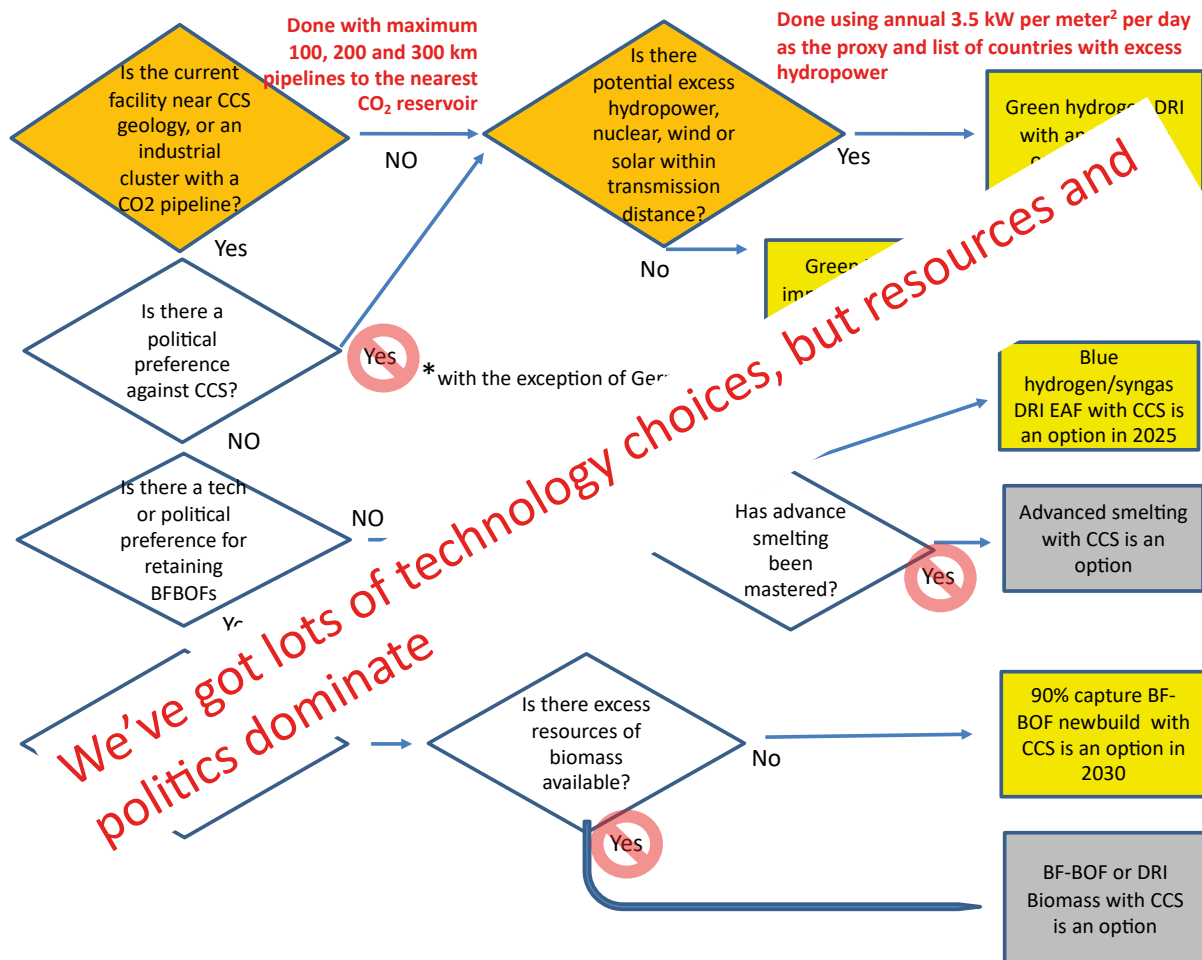 Done with maximum
100, 200 and 300 km
pipelines to the nearest
CO₂ reservoir
Done using annual 3.5 kW per meter² per day
as the proxy and list of countries with excess
hydropower
Is the current
facility near CCS
geology, or an
industrial
cluster with a
CO2 pipeline?
NO
Yes
Is there
potential excess
hydropower,
nuclear, wind or
solar within
transmission
distance?
Yes
No
Green hydrogen DRI
with an
Green
Is there a
political
preference
against CCS?
Yes
*with the exception of
NO
Blue
hydrogen/syngas
DRI EAF with CCS is
an option in 2025
Is there a tech
or political
preference for
retaining
BFBOFs
NO
Has advance
smelting
been
mastered?
Yes
Advanced smelting
with CCS is an
option
We've got lots of technology choices, but resources and
politics dominate
Is there excess
resources of
biomass
available?
No
Yes
90% capture BF-
BOF newbuild with
CCS is an option in
2030
BF-BOF or DRI
Biomass with CCS
is an option